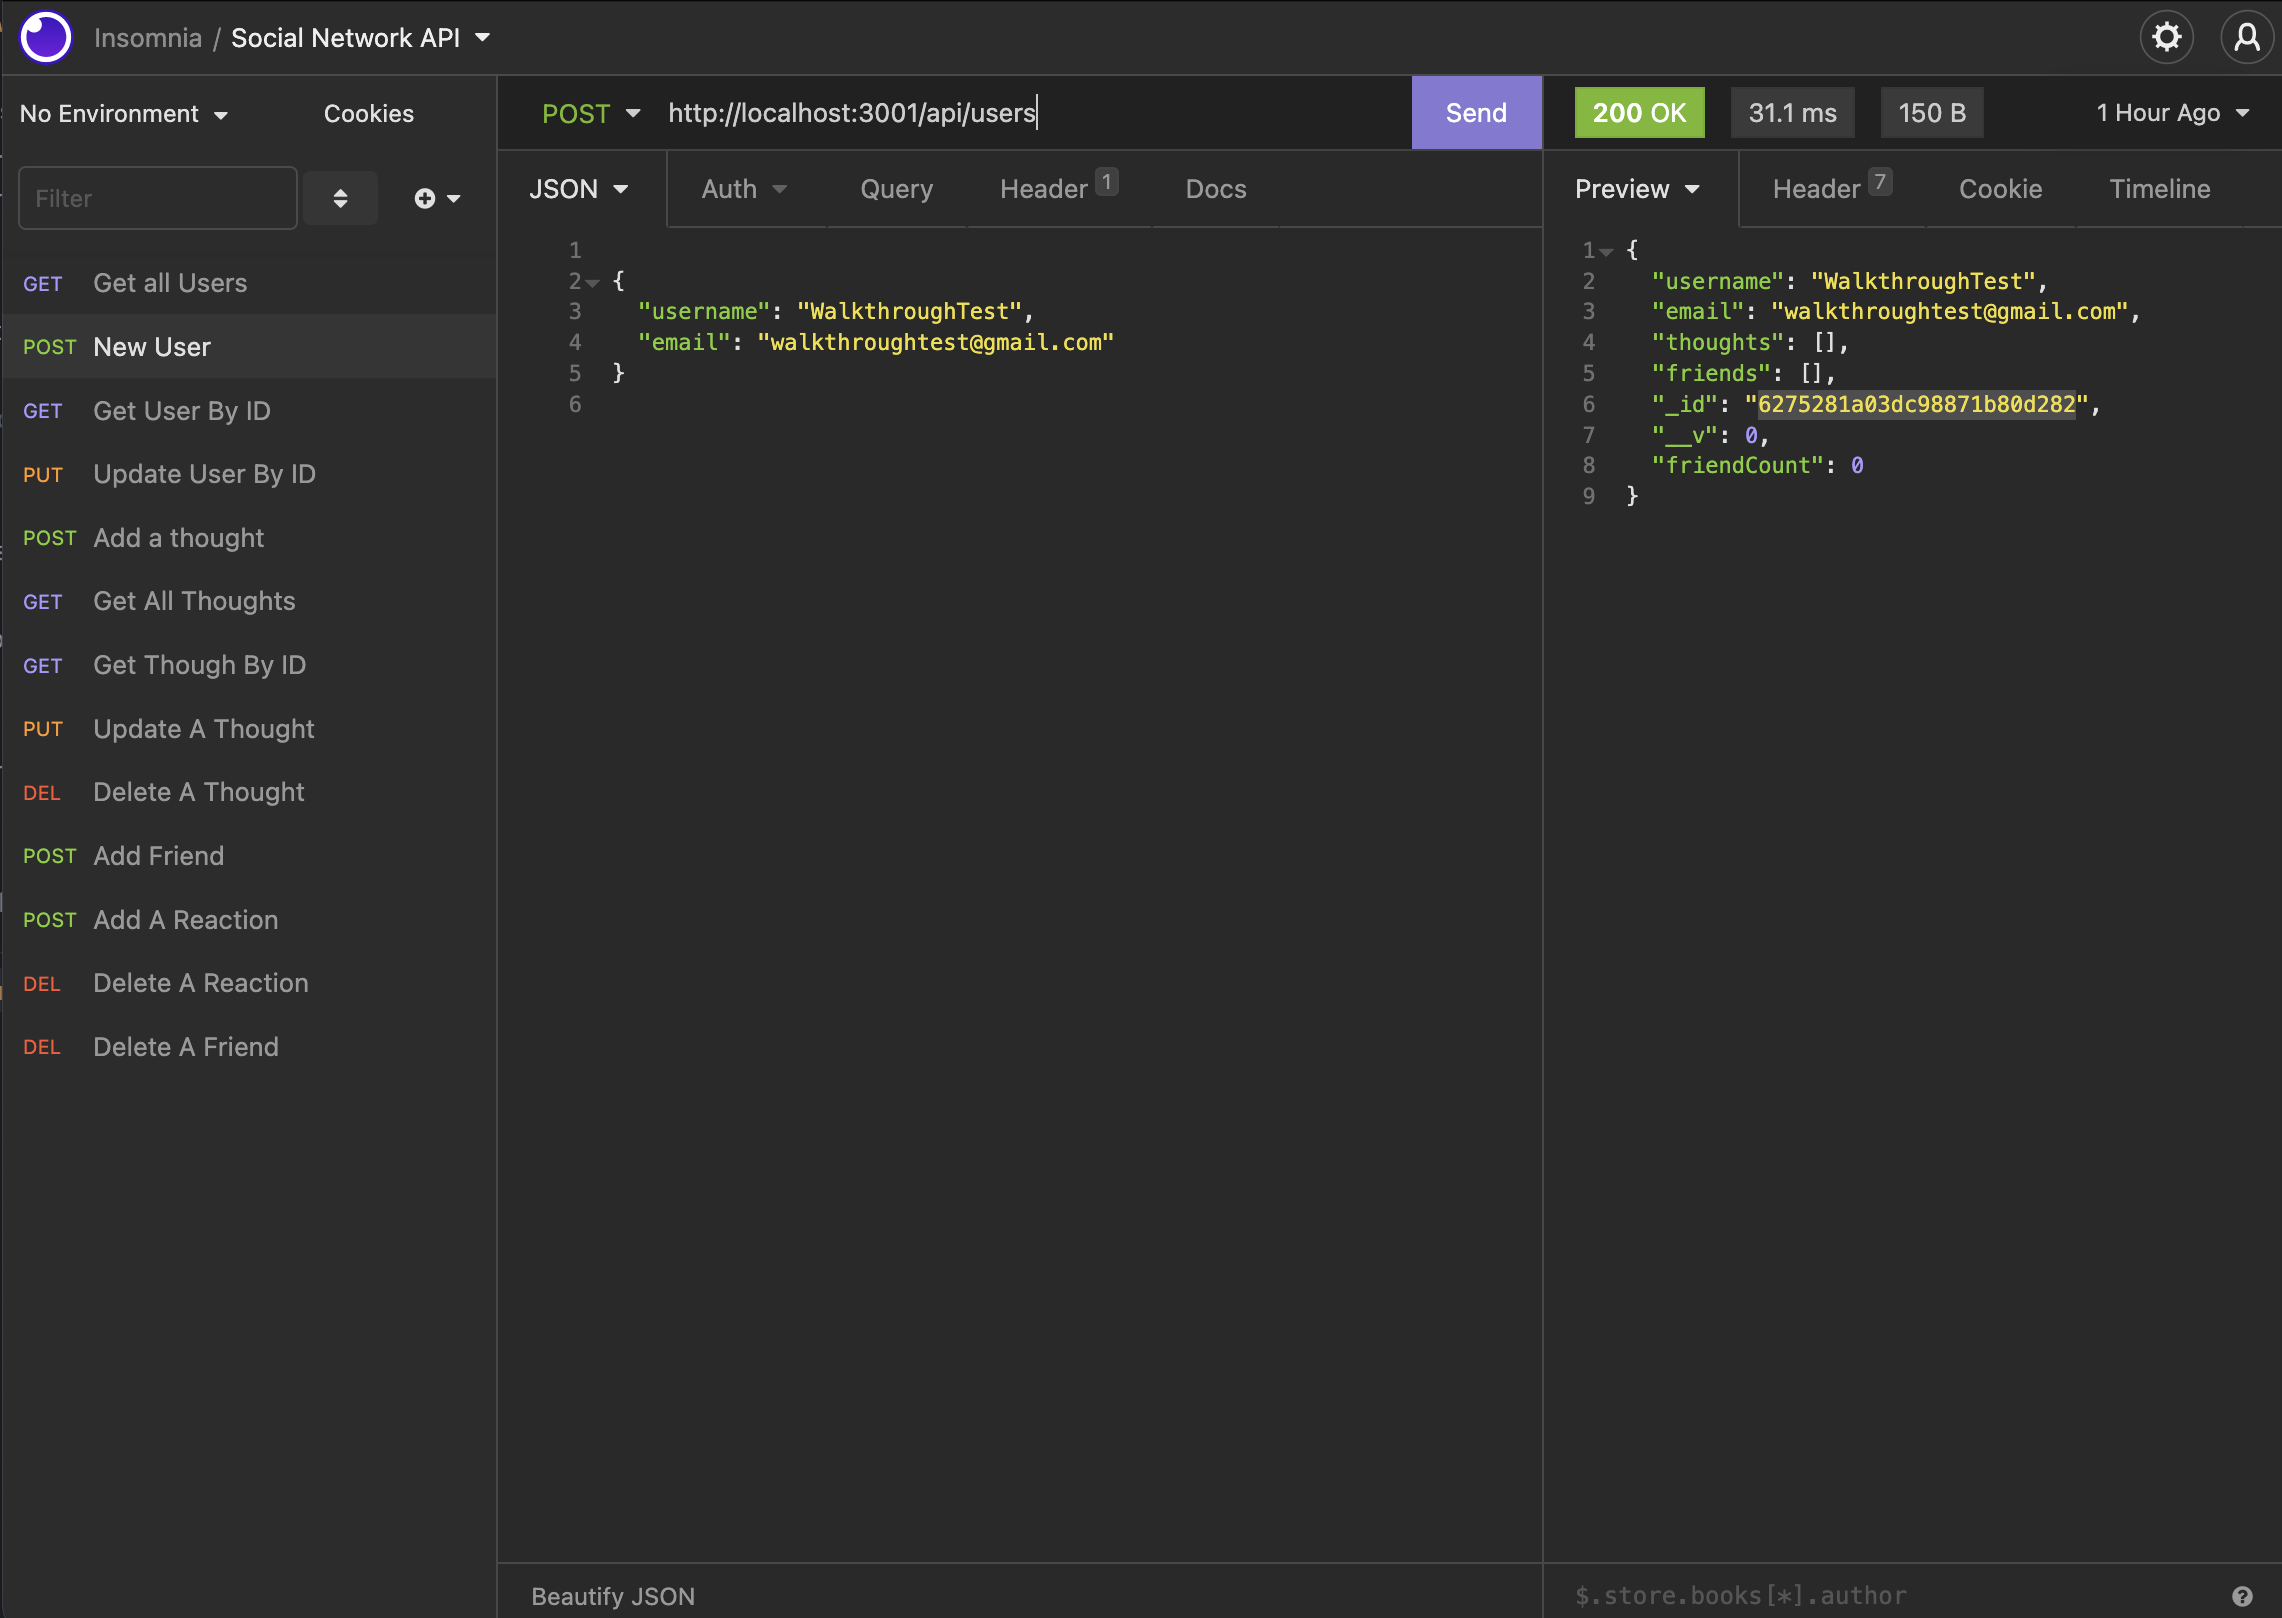 Insomnia / Social Network API
No Environment
Cookies
Filter
GET Get all Users
POST New User
GET Get User By ID
PUT Update User By ID
POST Add a thought
GET Get All Thoughts
GET Get Though By ID
PUT Update A Thought
DEL Delete A Thought
POST Add Friend
POST Add A Reaction
DEL Delete A Reaction
DEL Delete A Friend
POST http://localhost:3001/api/users Send
JSON Auth Query Header 1 Docs
1
2 {
3 "username": "WalkthroughTest",
4 "email": "walkthroughtest@gmail.com"
5 }
6
Beautify JSON
200 OK 31.1 ms 150 B 1 Hour Ago
Preview Header 7 Cookie Timeline
1 {
2 "username": "WalkthroughTest",
3 "email": "walkthroughtest@gmail.com",
4 "thoughts": [],
5 "friends": [],
6 "_id": "6275281a03dc98871b80d282",
7 "__v": 0,
8 "friendCount": 0
9 }
$.store.books[*].author